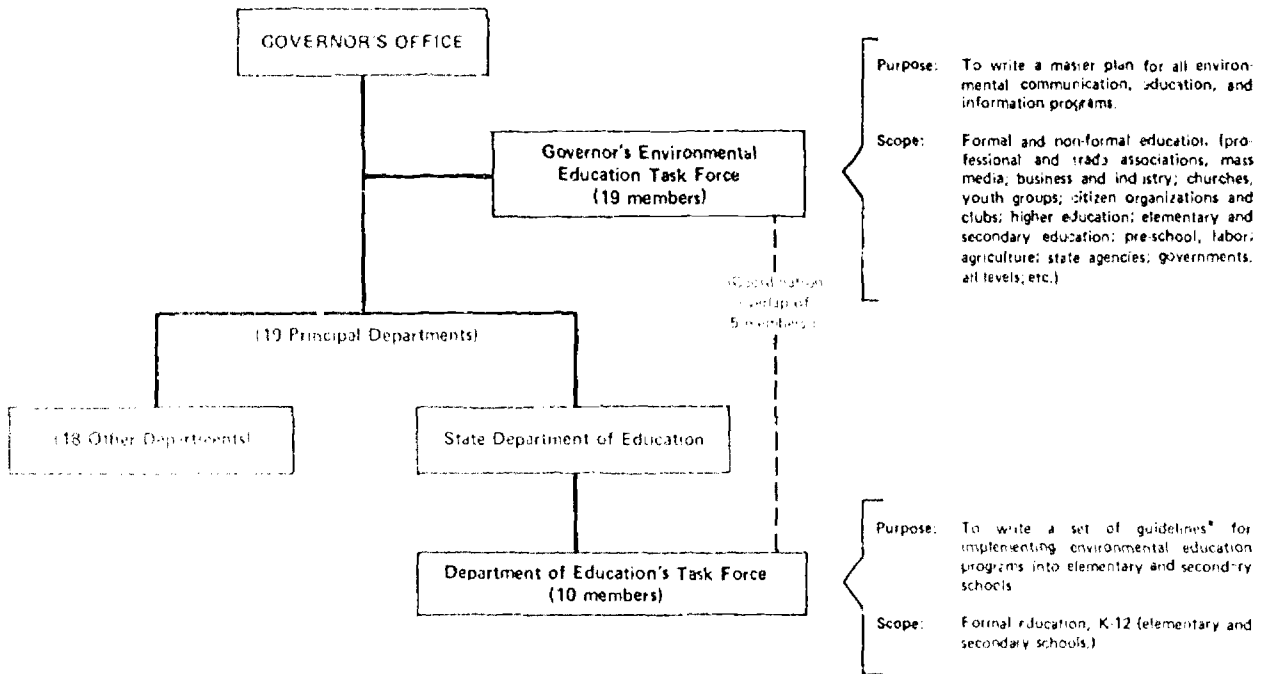 GOVERNOR'S OFFICE
Purpose: To write a master plan for all environ-
mental communication, education, and
information programs.
Governor's Environmental
Education Task Force
(19 members)
Scope: Formal and non-formal education. (pro-
fessional and trade associations, mass
media; business and industry; churches,
youth groups; citizen organizations and
clubs; higher education; elementary and
secondary education; pre-school, labor;
agriculture; state agencies; governments,
all levels; etc.)
(Coordination
overlap of
5 members.)
(19 Principal Departments)
(18 Other Departments)
State Department of Education
Department of Education's Task Force
(10 members)
Purpose: To write a set of guidelines* for
implementing environmental education
programs into elementary and secondary
schools
Scope: Formal education, K-12 (elementary and
secondary schools.)